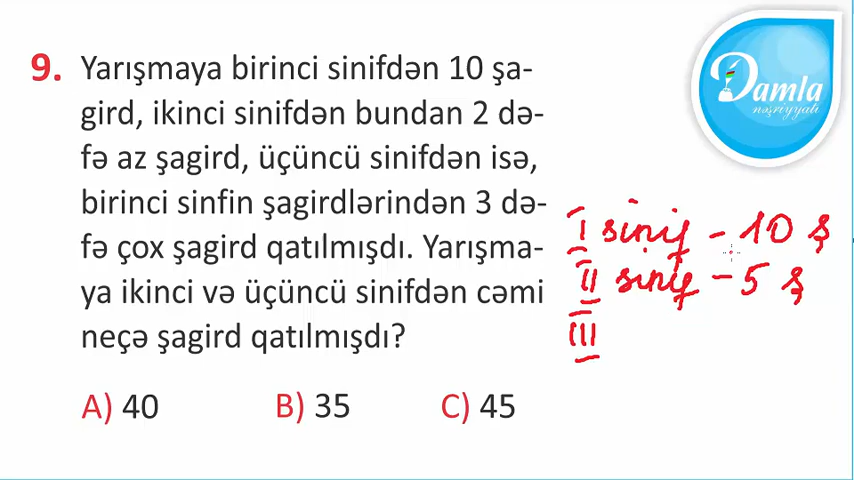 9. Yarışmaya birinci sinifdən 10 şa-
gird, ikinci sinifdən bundan 2 də-
fə az şagird, üçüncü sinifdən isə,
birinci sinfin şagirdlərindən 3 də-
fə çox şagird qatılmışdı. Yarışma-
ya ikinci və üçüncü sinifdən cəmi
neçə şagird qatılmışdı?
A) 40 B) 35 C) 45
Damla
nəşriyyatı
I sinif - 10 ş
II sinif - 5 ş
III